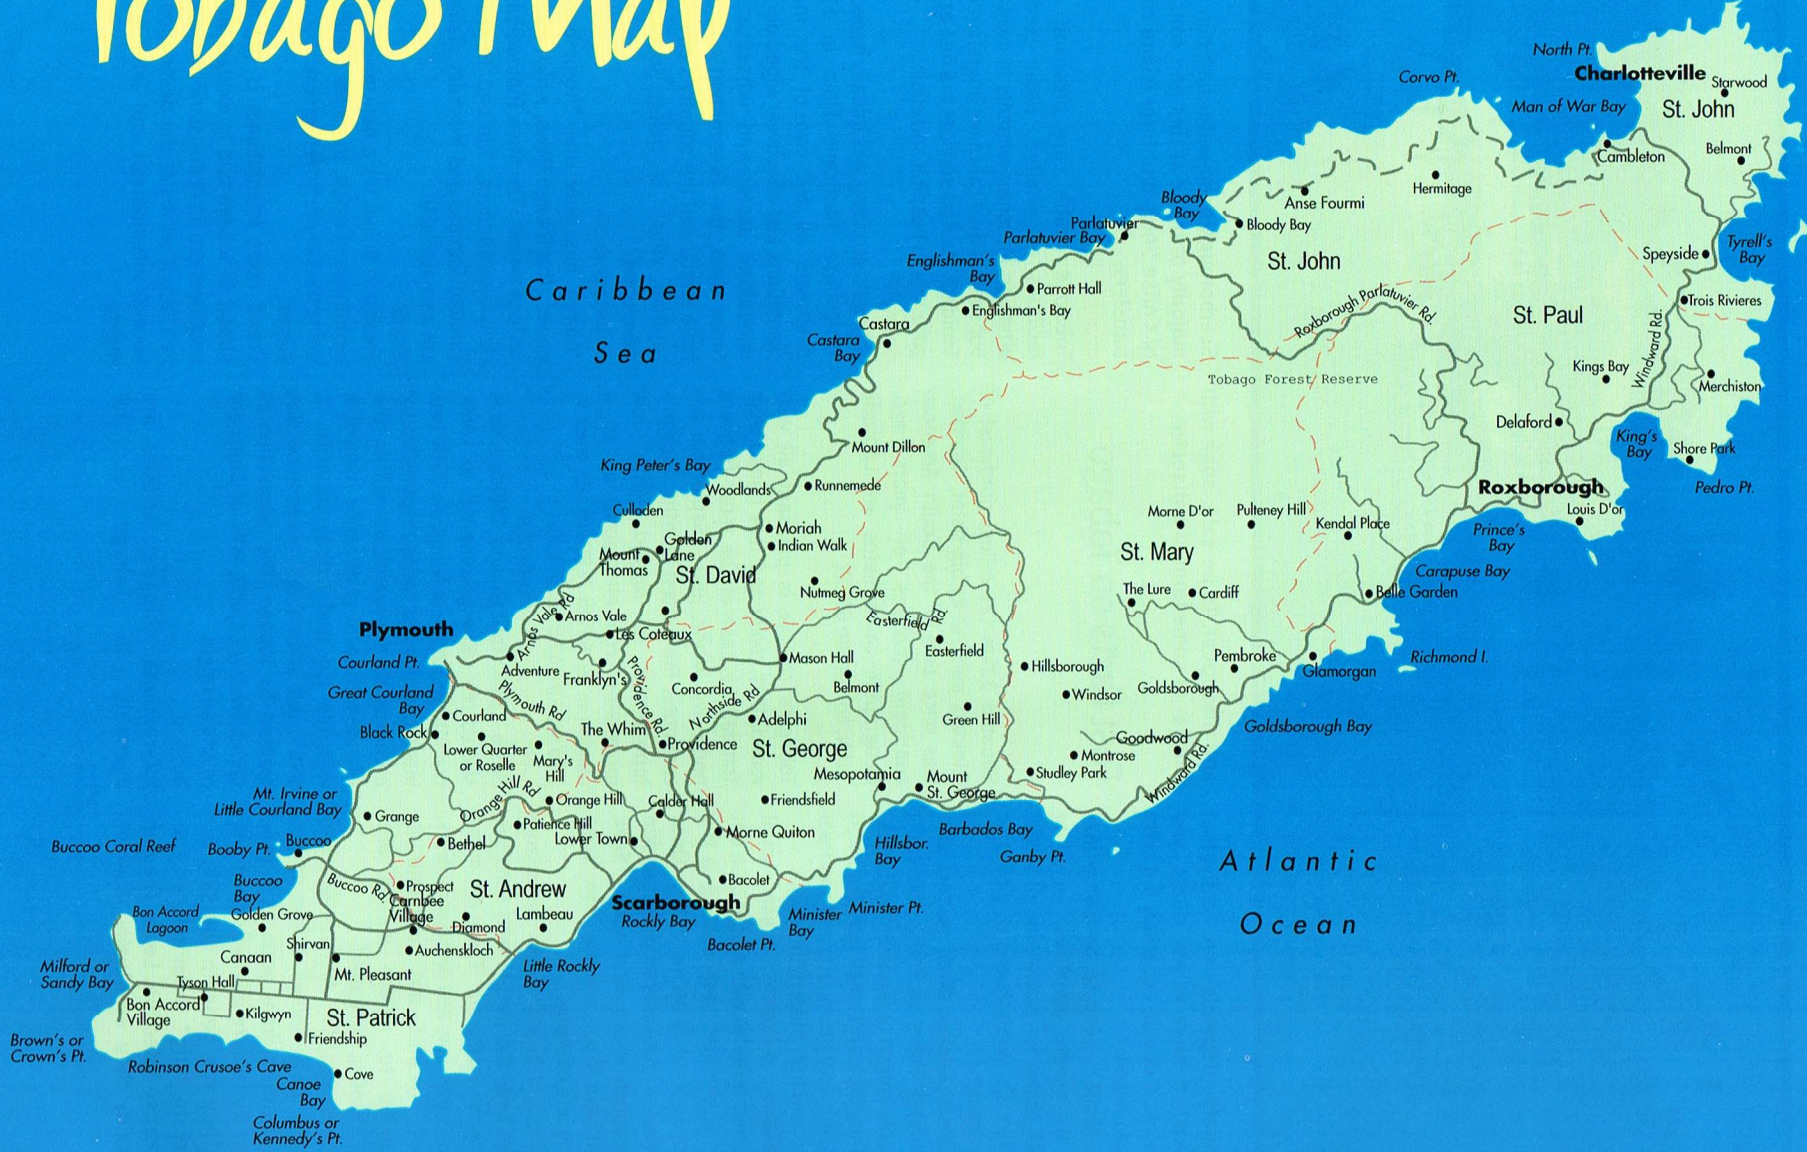 Tobago Map
North Pt.
Charlotteville
Starwood
Corvo Pt.
Man of War Bay
St. John
Cambleton
Belmont
Hermitage
Anse Fourmi
Bloody
Bay
Bloody Bay
Parlatuvier
Parlatuvier Bay
St. John
Speyside
Tyrell's
Bay
Englishman's
Bay
Parrott Hall
Englishman's Bay
Trois Rivieres
Caribbean
Sea
Castara
Castara
Bay
Roxborough Parlatuvier Rd.
St. Paul
Windward Rd.
Kings Bay
Merchiston
Tobago Forest Reserve
Delaford
King's
Bay
Shore Park
Pedro Pt.
Mount Dillon
King Peter's Bay
Woodlands
Runnemede
Roxborough
Louis D'or
Prince's
Bay
Culloden
Moriah
Indian Walk
Golden
Lane
Mount
Thomas
St. David
Morne D'or
Pulteney Hill
Kendal Place
St. Mary
Carapuse Bay
Nutmeg Grove
The Lure
Cardiff
Belle Garden
Arnos Vale Rd
Arnos Vale
Les Coteaux
Easterfield Rd.
Easterfield
Plymouth
Courland Pt.
Adventure
Franklyn's
Providence Rd.
Concordia
Northside Rd
Mason Hall
Belmont
Hillsborough
Windsor
Goldsborough
Pembroke
Glamorgan
Richmond I.
Great Courland
Bay
Plymouth Rd
Courland
Black Rock
Lower Quarter
or Roselle
Mary's
Hill
The Whim
Providence
Adelphi
Green Hill
St. George
Goldsborough Bay
Goodwood
Montrose
Studley Park
Windward Rd.
Mesopotamia
Mount
St. George
Mt. Irvine or
Little Courland Bay
Orange Hill Rd
Orange Hill
Calder Hall
Friendsfield
Grange
Patience Hill
Lower Town
Morne Quiton
Barbados Bay
Ganby Pt.
Hillsbor.
Bay
Buccoo Coral Reef
Booby Pt.
Buccoo
Bethel
Buccoo
Bay
Buccoo Rd.
Prospect
St. Andrew
Bacolet
Atlantic
Ocean
Carnbee
Village
Scarborough
Rockly Bay
Minister
Bay
Minister Pt.
Bacolet Pt.
Bon Accord
Lagoon
Golden Grove
Diamond
Lambeau
Shirvan
Auchenskloch
Canaan
Mt. Pleasant
Little Rockly
Bay
Milford or
Sandy Bay
Tyson Hall
Bon Accord
Village
Kilgwyn
St. Patrick
Friendship
Brown's or
Crown's Pt.
Robinson Crusoe's Cave
Cove
Canoe
Bay
Columbus or
Kennedy's Pt.